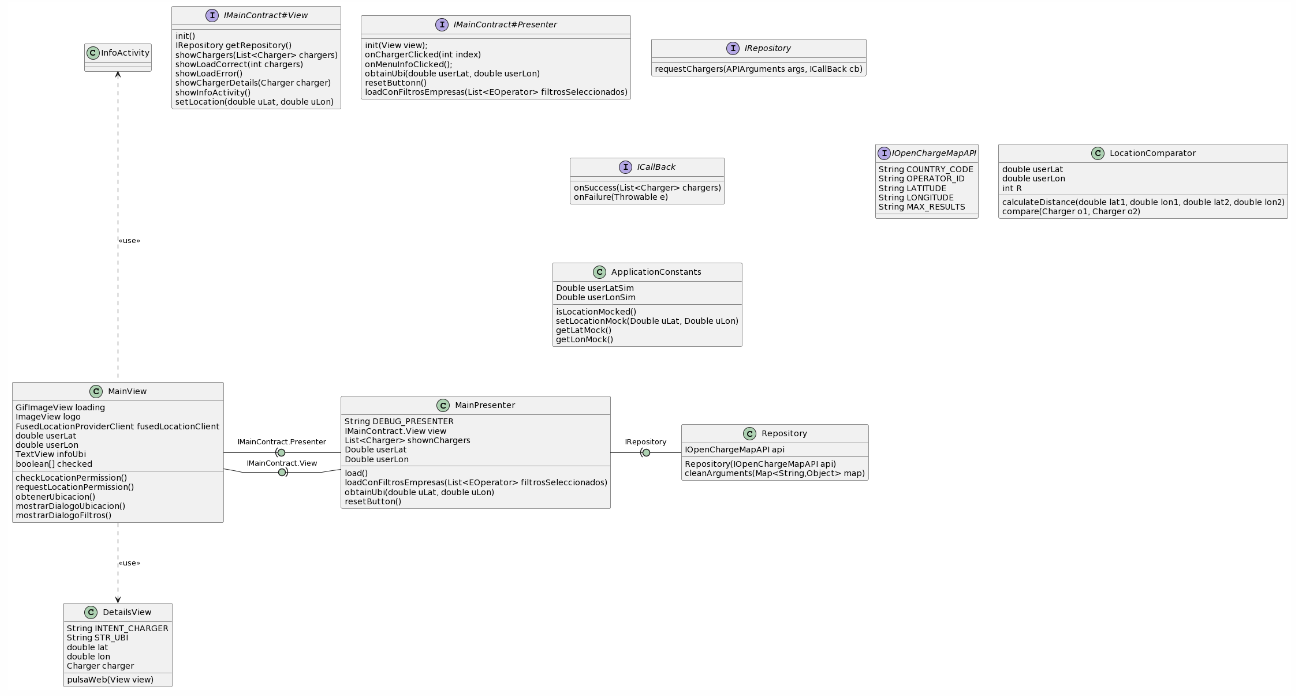 I IMainContract#View
init()
IRepository getRepository()
showChargers(List<Charger> chargers)
showLoadCorrect(int chargers)
showLoadError()
showChargerDetails(Charger charger)
showInfoActivity()
setLocation(double uLat, double uLon)
I IMainContract#Presenter
init(View view);
onChargerClicked(int index)
onMenuInfoClicked();
obtainUbi(double userLat, double userLon)
resetButtonn()
loadConFiltrosEmpresas(List<EOperator> filtrosSeleccionados)
I IRepository
requestChargers(APIArguments args, ICallBack cb)
C InfoActivity
I ICallBack
onSuccess(List<Charger> chargers)
onFailure(Throwable e)
I IOpenChargeMapAPI
String COUNTRY_CODE
String OPERATOR_ID
String LATITUDE
String LONGITUDE
String MAX_RESULTS
C LocationComparator
double userLat
double userLon
int R
calculateDistance(double lat1, double lon1, double lat2, double lon2)
compare(Charger o1, Charger o2)
«use»
C ApplicationConstants
Double userLatSim
Double userLonSim
isLocationMocked()
setLocationMock(Double uLat, Double uLon)
getLatMock()
getLonMock()
C MainView
GifImageView loading
ImageView logo
FusedLocationProviderClient fusedLocationClient
double userLat
double userLon
TextView infoUbi
boolean[] checked
checkLocationPermission()
requestLocationPermission()
obtenerUbicacion()
mostrarDialogoUbicacion()
mostrarDialogoFiltros()
IMainContract.Presenter
IMainContract.View
C MainPresenter
String DEBUG_PRESENTER
IMainContract.View view
List<Charger> shownChargers
Double userLat
Double userLon
load()
loadConFiltrosEmpresas(List<EOperator> filtrosSeleccionados)
obtainUbi(double uLat, double uLon)
resetButton()
IRepository
C Repository
IOpenChargeMapAPI api
Repository(IOpenChargeMapAPI api)
cleanArguments(Map<String,Object> map)
«use»
C DetailsView
String INTENT_CHARGER
String STR_UBI
double lat
double lon
Charger charger
pulsaWeb(View view)